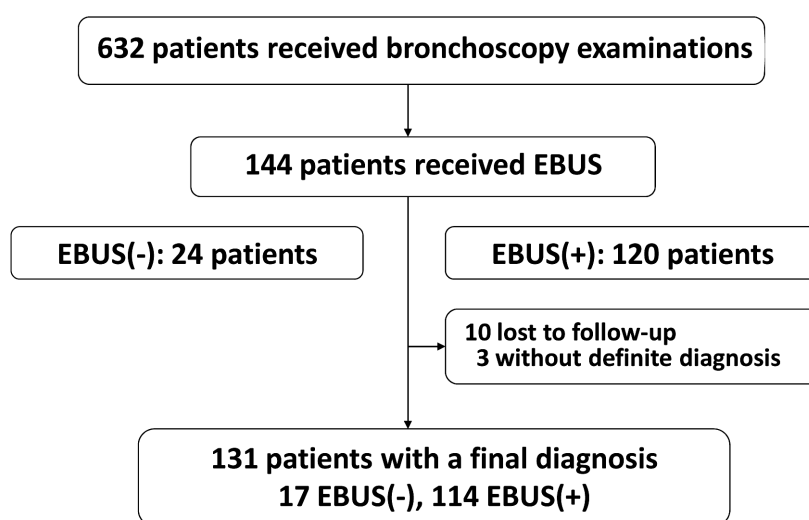 632 patients received bronchoscopy examinations
144 patients received EBUS
EBUS(-): 24 patients
EBUS(+): 120 patients
10 lost to follow-up
3 without definite diagnosis
131 patients with a final diagnosis
17 EBUS(-), 114 EBUS(+)